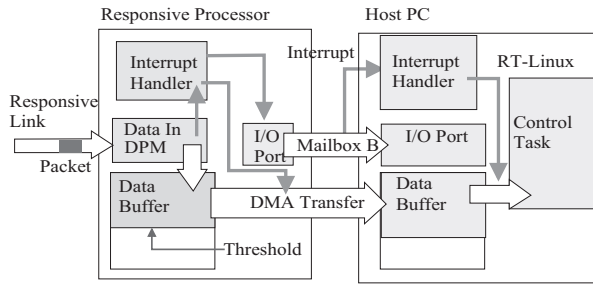 Responsive Processor
Host PC
Interrupt
Handler
Interrupt
Interrupt
Handler
RT-Linux
Responsive
Link
Packet
Data In
DPM
I/O
Port
Mailbox B
I/O Port
Control
Task
Data
Buffer
DMA Transfer
Data
Buffer
Threshold